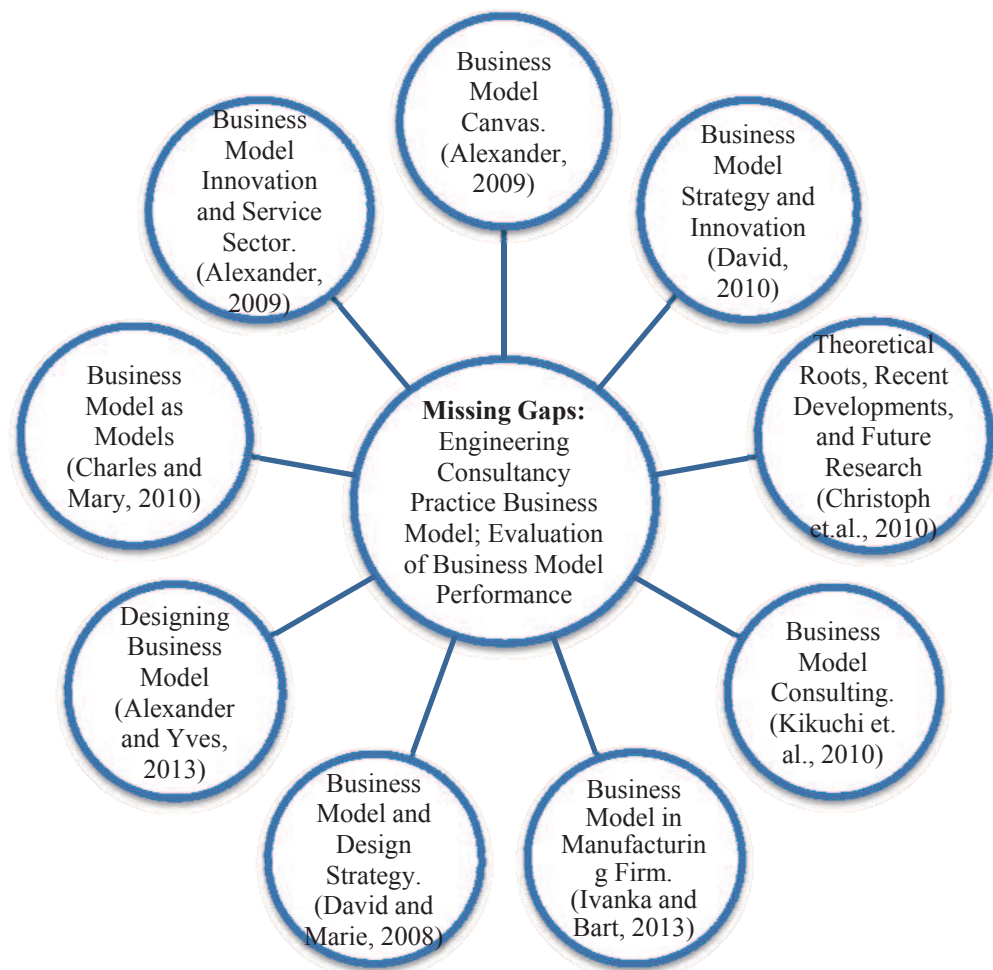 Business
Model
Canvas.
(Alexander,
2009)
Business
Model
Strategy and
Innovation
(David,
2010)
Theoretical
Roots, Recent
Developments,
and Future
Research
(Christoph
et.al., 2010)
Business
Model
Consulting.
(Kikuchi et.
al., 2010)
Business
Model in
Manufacturin
g Firm.
(Ivanka and
Bart, 2013)
Business
Model and
Design
Strategy.
(David and
Marie, 2008)
Designing
Business
Model
(Alexander
and Yves,
2013)
Business
Model as
Models
(Charles and
Mary, 2010)
Business
Model
Innovation
and Service
Sector.
(Alexander,
2009)
Missing Gaps:
Engineering
Consultancy
Practice Business
Model; Evaluation
of Business Model
Performance